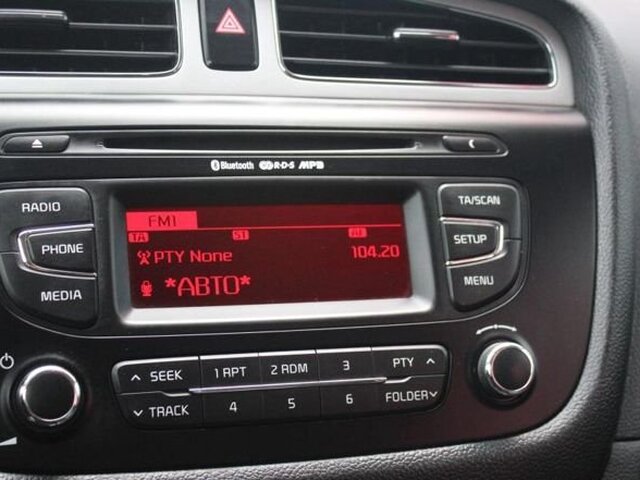 Bluetooth R·D·S MP3
RADIO
PHONE
MEDIA
FM1
TA ST AF
PTY None 104.20
*АВТО*
TA/SCAN
SETUP
MENU
SEEK 1 RPT 2 RDM 3 PTY
TRACK 4 5 6 FOLDER